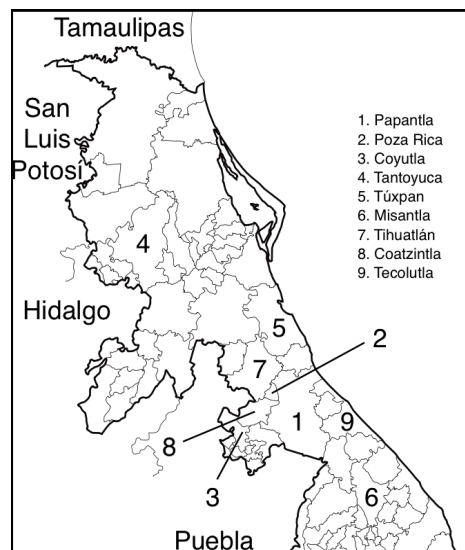 Tamaulipas
San
Luis
Potosí
1. Papantla
2. Poza Rica
3. Coyutla
4. Tantoyuca
5. Túxpan
6. Misantla
7. Tihuatlán
8. Coatzintla
9. Tecolutla
4
Hidalgo
5
2
7
1
9
8
3
6
Puebla